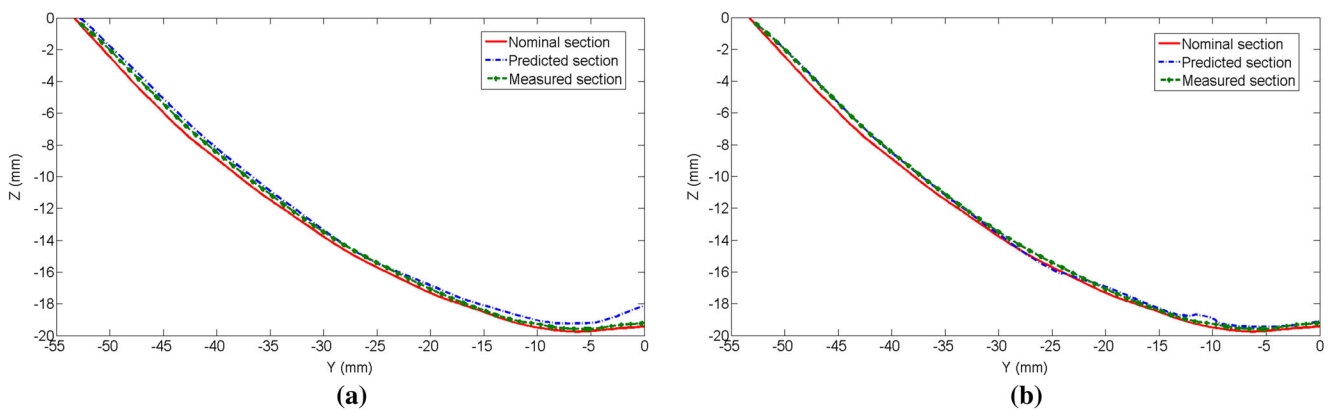 0
-2
-4
-6
-8
-10
-12
-14
-16
-18
-20
Z (mm)
-55 -50 -45 -40 -35 -30 -25 -20 -15 -10 -5 0
Y (mm)
Nominal section
Predicted section
Measured section
(a)
0
-2
-4
-6
-8
-10
-12
-14
-16
-18
-20
Z (mm)
-55 -50 -45 -40 -35 -30 -25 -20 -15 -10 -5 0
Y (mm)
Nominal section
Predicted section
Measured section
(b)